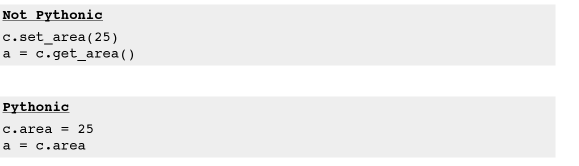 Not Pythonic
c.set_area(25)
a = c.get_area()
Pythonic
c.area = 25
a = c.area